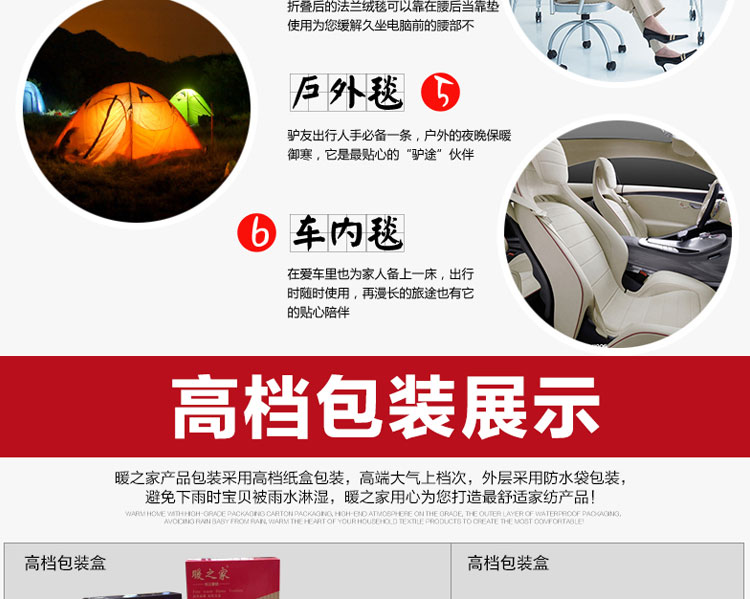 折叠后的法兰绒毯可以靠在腰后当靠垫
使用为您缓解久坐电脑前的腰部不
户外毯 5
驴友出行人手必备一条，户外的夜晚保暖
御寒，它是最贴心的“驴途”伙伴
6 车内毯
在爱车里也为家人备上一床，出行
时随时使用，再漫长的旅途也有它
的贴心陪伴
高档包装展示
暖之家产品包装采用高档纸盒包装，高端大气上档次，外层采用防水袋包装，
避免下雨时宝贝被雨水淋湿，暖之家用心为您打造最舒适家纺产品！
WARM HOME WITH HIGH-GRADE PACKAGING CARTON PACKAGING, HIGH-END ATMOSPHERE ON THE GRADE, THE OUTER LAYER OF WATERPROOF PACKAGING,
AVOIDING RAIN BABY FROM RAIN, WARM THE HEART OF YOUR HOUSEHOLD TEXTILE PRODUCTS TO CREATE THE MOST COMFORTABLE!
高档包装盒
高档包装盒
暖之家